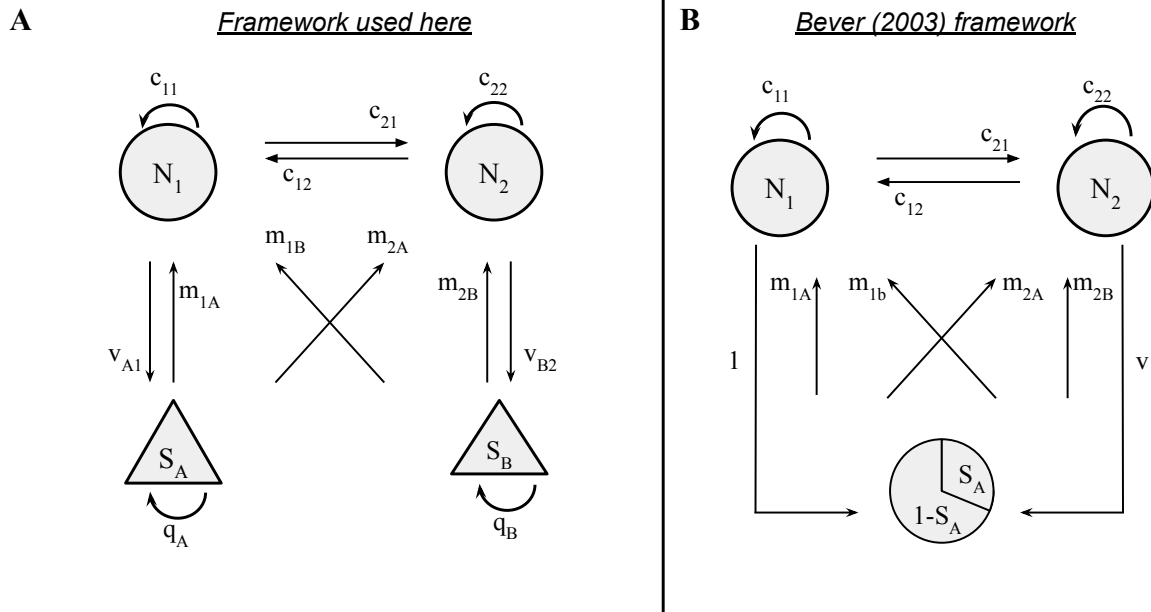 A
Framework used here
c11
c22
c21
N1
N2
c12
m1B
m2A
m1A
m2B
vA1
vB2
SA
SB
qA
qB
B
Bever (2003) framework
c11
c22
c21
N1
N2
c12
m1A
m1b
m2A
m2B
1
v
SA
1-SA